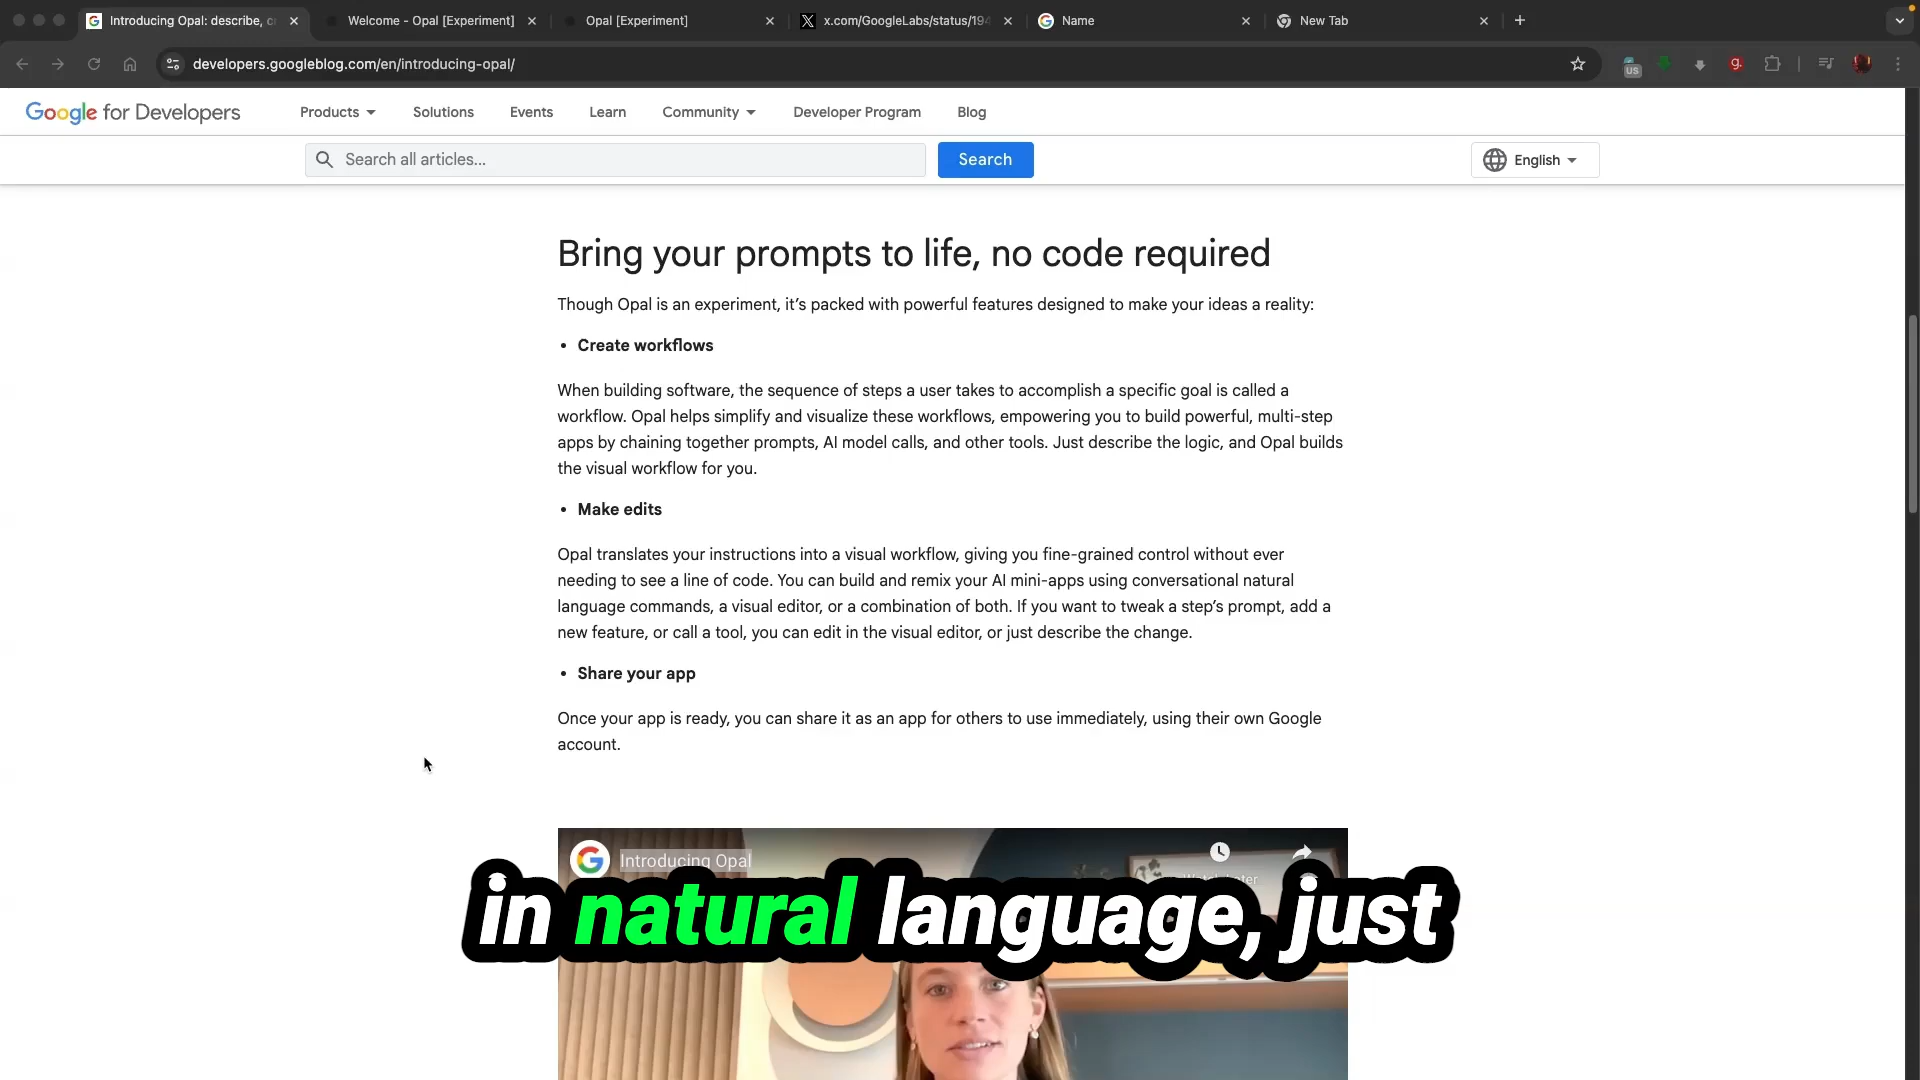 Introducing Opal: describe, cr
Welcome - Opal [Experiment]
Opal [Experiment]
x.com/GoogleLabs/status/194
Name
New Tab
developers.googleblog.com/en/introducing-opal/
US
g.
Google for Developers
Products
Solutions
Events
Learn
Community
Developer Program
Blog
Search all articles...
Search
English
Bring your prompts to life, no code required
Though Opal is an experiment, it’s packed with powerful features designed to make your ideas a reality:
• Create workflows
When building software, the sequence of steps a user takes to accomplish a specific goal is called a
workflow. Opal helps simplify and visualize these workflows, empowering you to build powerful, multi-step
apps by chaining together prompts, AI model calls, and other tools. Just describe the logic, and Opal builds
the visual workflow for you.
• Make edits
Opal translates your instructions into a visual workflow, giving you fine-grained control without ever
needing to see a line of code. You can build and remix your AI mini-apps using conversational natural
language commands, a visual editor, or a combination of both. If you want to tweak a step’s prompt, add a
new feature, or call a tool, you can edit in the visual editor, or just describe the change.
• Share your app
Once your app is ready, you can share it as an app for others to use immediately, using their own Google
account.
Introducing Opal
in natural language, just